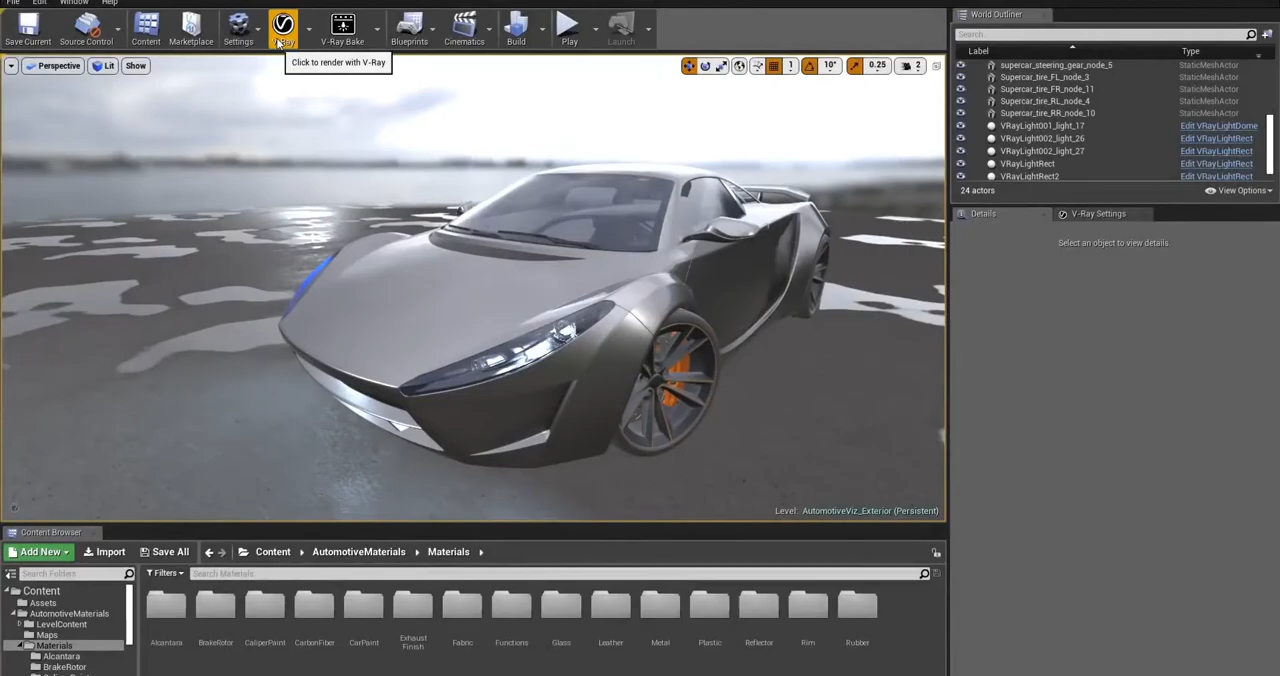 File Edit Window Help
Save Current Source Control Content Marketplace Settings V-Ray V-Ray Bake Blueprints Cinematics Build Play Launch
Click to render with V-Ray
Perspective Lit Show
1 10° 0.25 2
World Outliner
Search...
Label Type
supercar_steering_gear_node_5 StaticMeshActor
Supercar_tire_FL_node_3 StaticMeshActor
Supercar_tire_FR_node_11 StaticMeshActor
Supercar_tire_RL_node_4 StaticMeshActor
Supercar_tire_RR_node_10 StaticMeshActor
VRayLight001_light_17 Edit VRayLightDome
VRayLight002_light_26 Edit VRayLightRect
VRayLight002_light_27 Edit VRayLightRect
VRayLightRect Edit VRayLightRect
VRayLightRect2 Edit VRayLightRect
24 actors View Options
Details V-Ray Settings
Select an object to view details.
Level: AutomotiveViz_Exterior (Persistent)
Content Browser
Add New Import Save All Content AutomotiveMaterials Materials
Search Folders
Filters Search Materials
Content
Assets
AutomotiveMaterials
LevelContent
Maps
Materials
Alcantara
BrakeRotor
Alcantara BrakeRotor CaliperPaint CarbonFiber CarPaint Exhaust Finish Fabric Functions Glass Leather Metal Plastic Reflector Rim Rubber